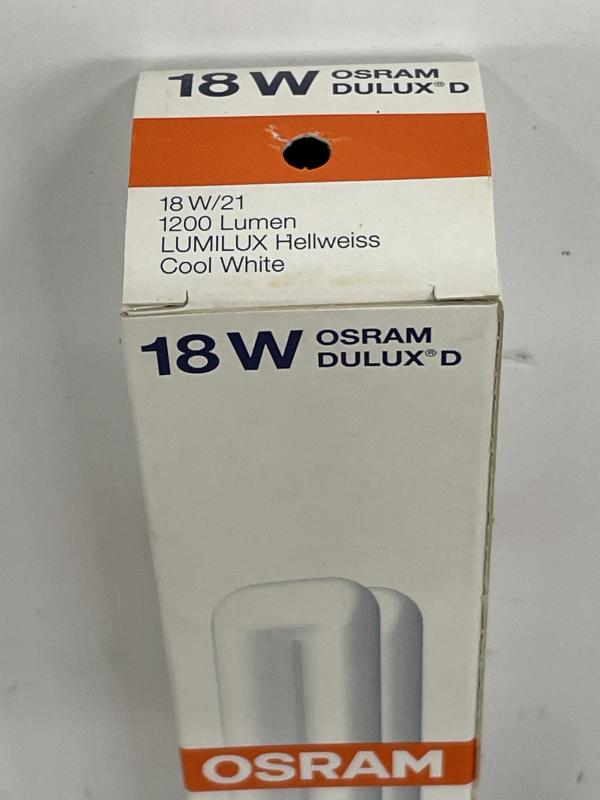 18 W OSRAM
DULUX® D
18 W/21
1200 Lumen
LUMILUX Hellweiss
Cool White
18 W OSRAM
DULUX® D
OSRAM